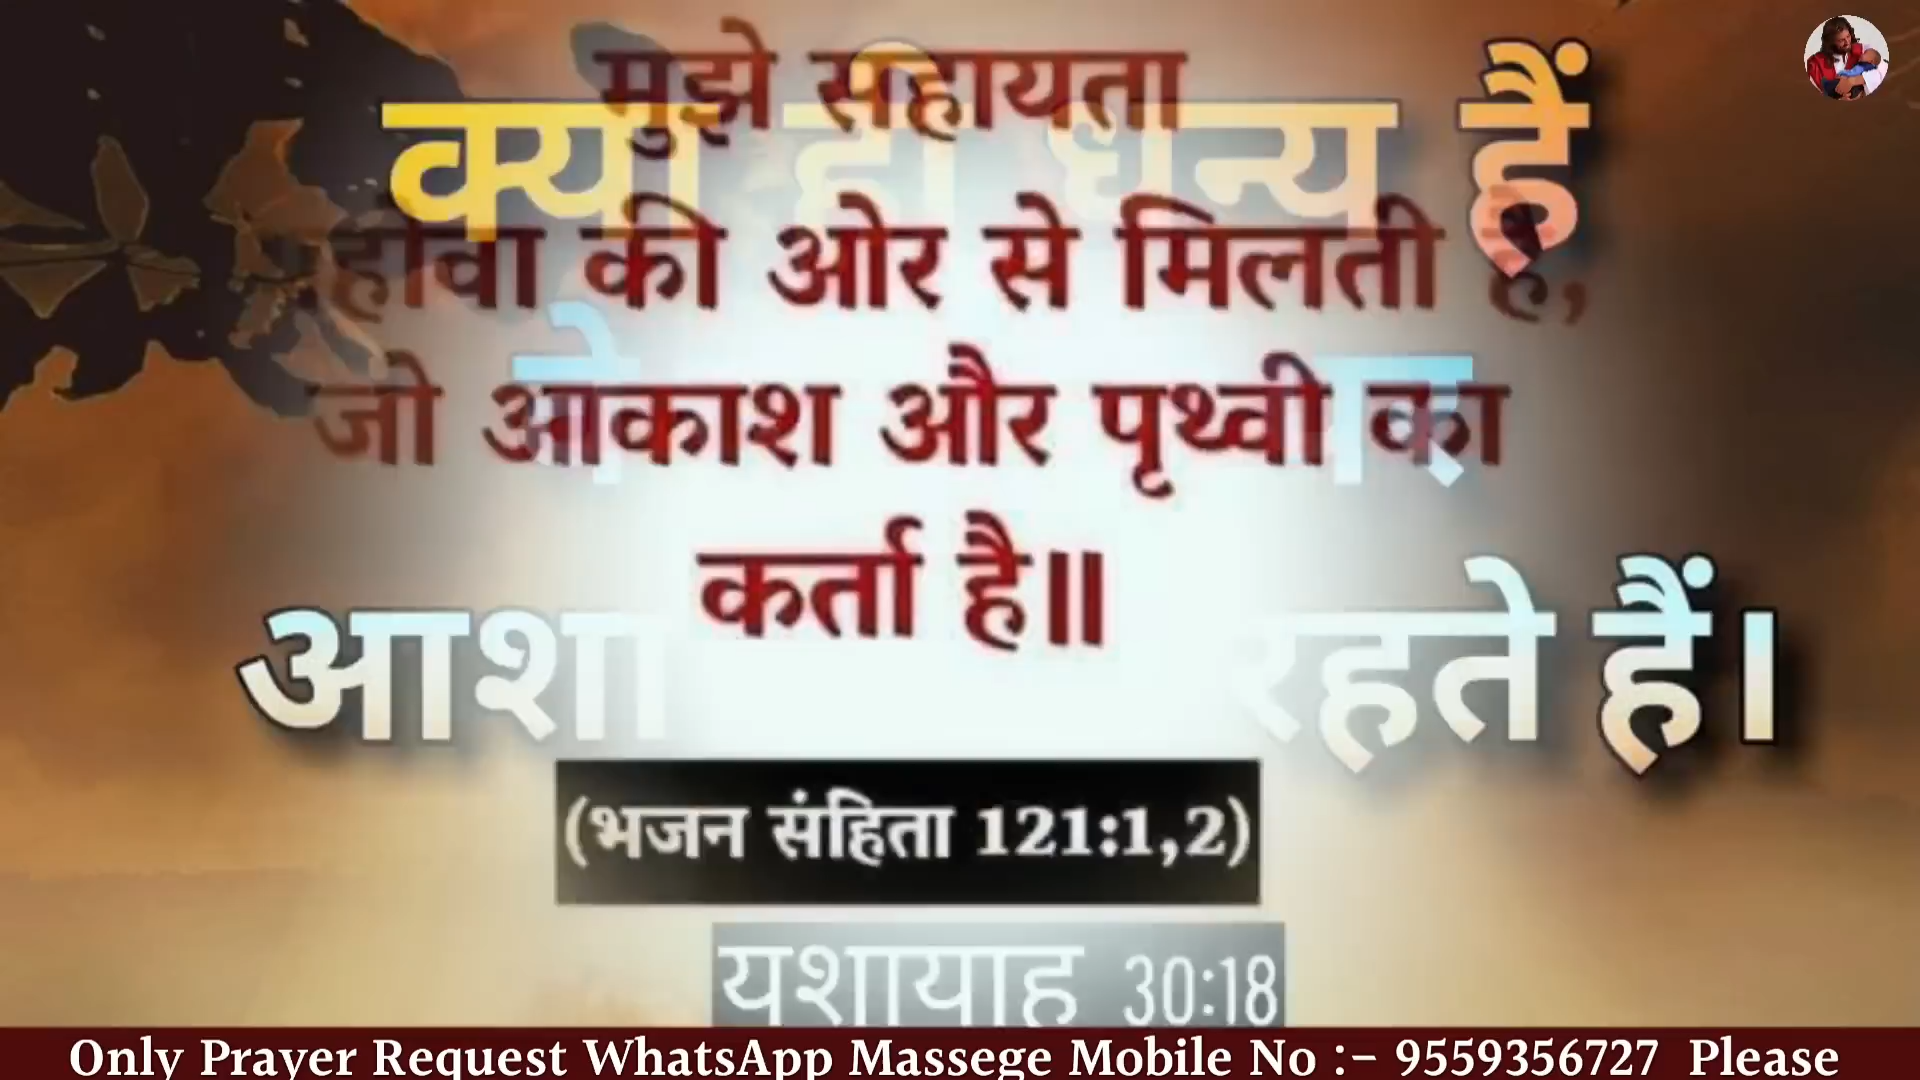 मुझे सहायता
क्या ही धन्य हैं
की ओर से मिलती है,
जो आकाश और पृथ्वी का
कर्ता है॥
आशा रहते हैं।
(भजन संहिता 121:1,2)
यशायाह 30:18
Only Prayer Request WhatsApp Massege Mobile No :- 9559356727 Please